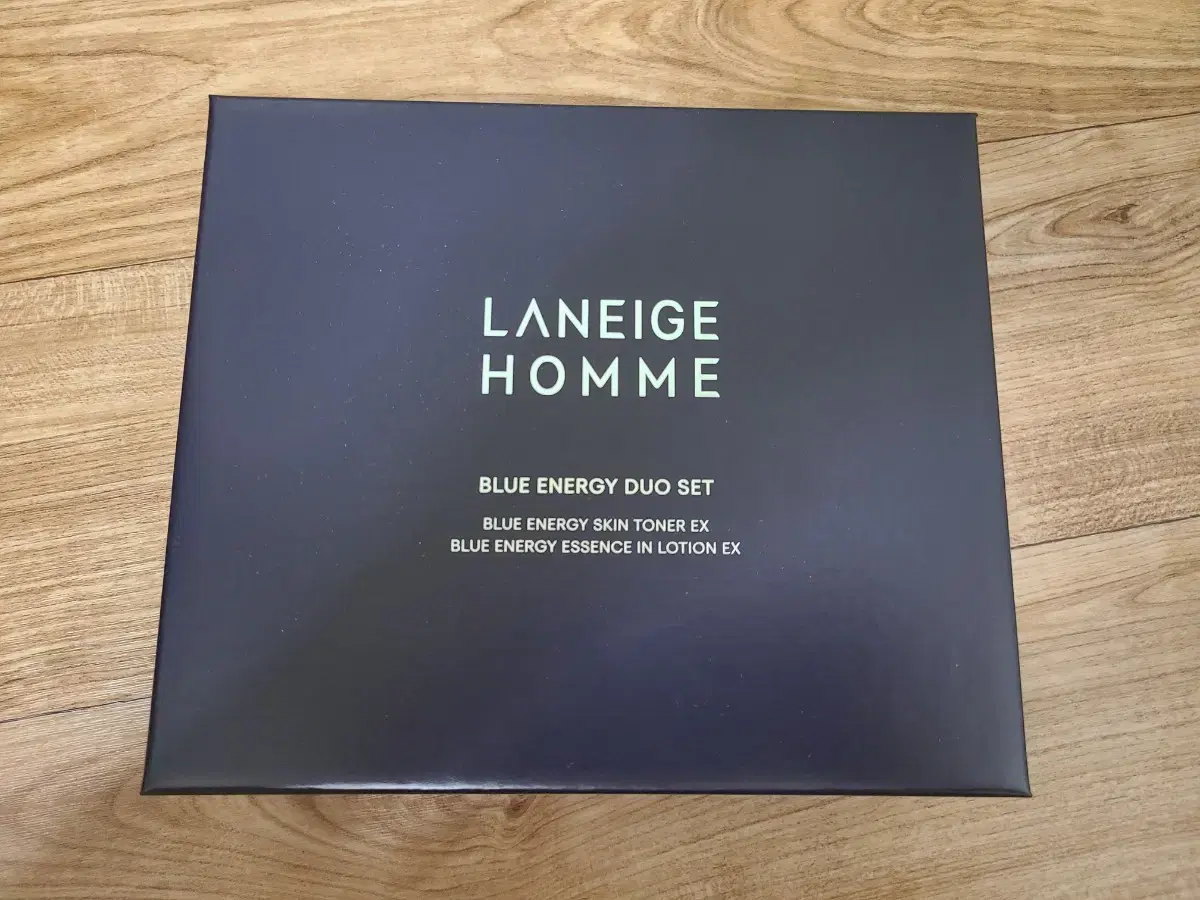 LANEIGE
HOMME
BLUE ENERGY DUO SET
BLUE ENERGY SKIN TONER EX
BLUE ENERGY ESSENCE IN LOTION EX